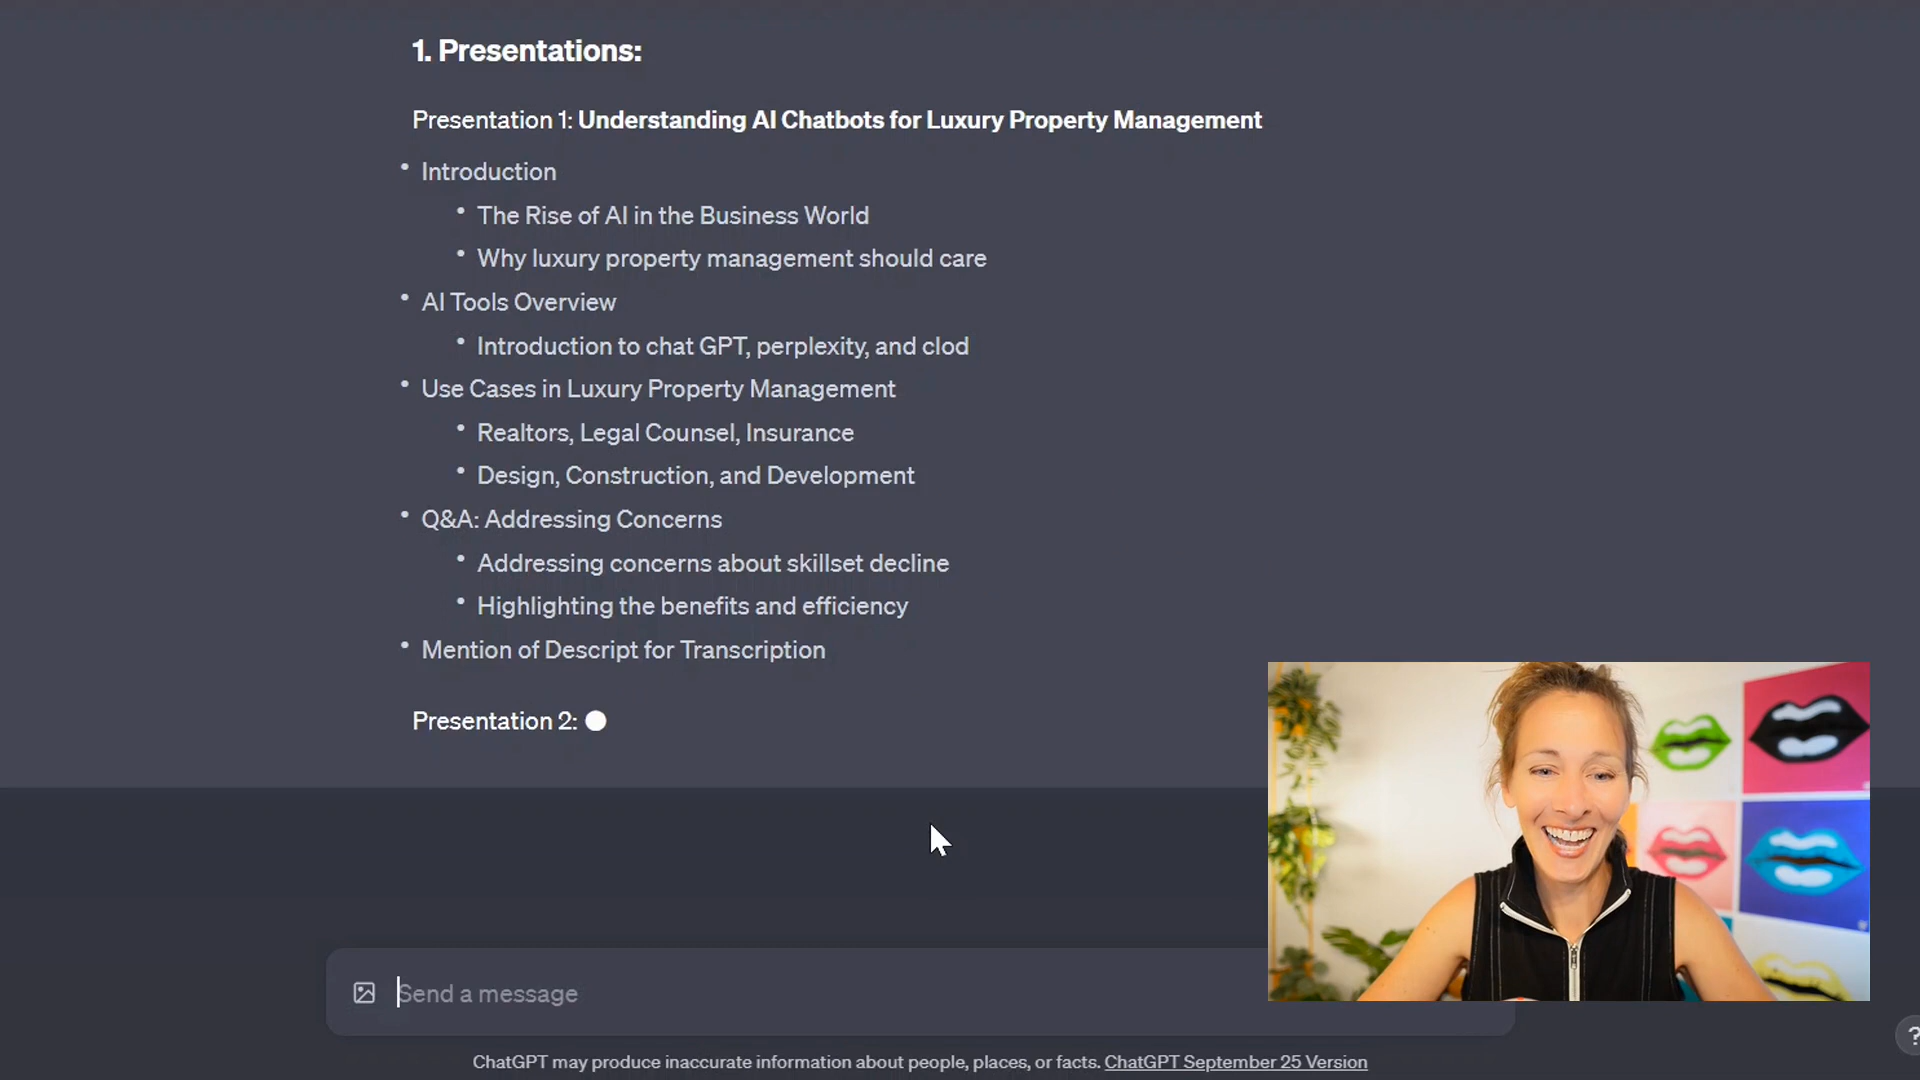 1. Presentations:
Presentation 1: Understanding AI Chatbots for Luxury Property Management
• Introduction
• The Rise of AI in the Business World
• Why luxury property management should care
• AI Tools Overview
• Introduction to chat GPT, perplexity, and clod
• Use Cases in Luxury Property Management
• Realtors, Legal Counsel, Insurance
• Design, Construction, and Development
• Q&A: Addressing Concerns
• Addressing concerns about skillset decline
• Highlighting the benefits and efficiency
• Mention of Descript for Transcription
Presentation 2:
Send a message
ChatGPT may produce inaccurate information about people, places, or facts. ChatGPT September 25 Version
?